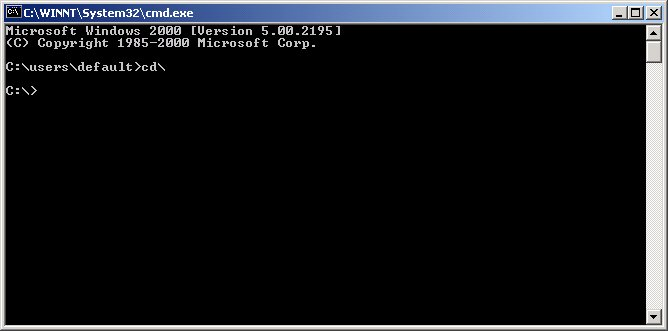 C:\WINNT\System32\cmd.exe
Microsoft Windows 2000 [Version 5.00.2195]
(C) Copyright 1985-2000 Microsoft Corp.
C:\users\default>cd\
C:\>